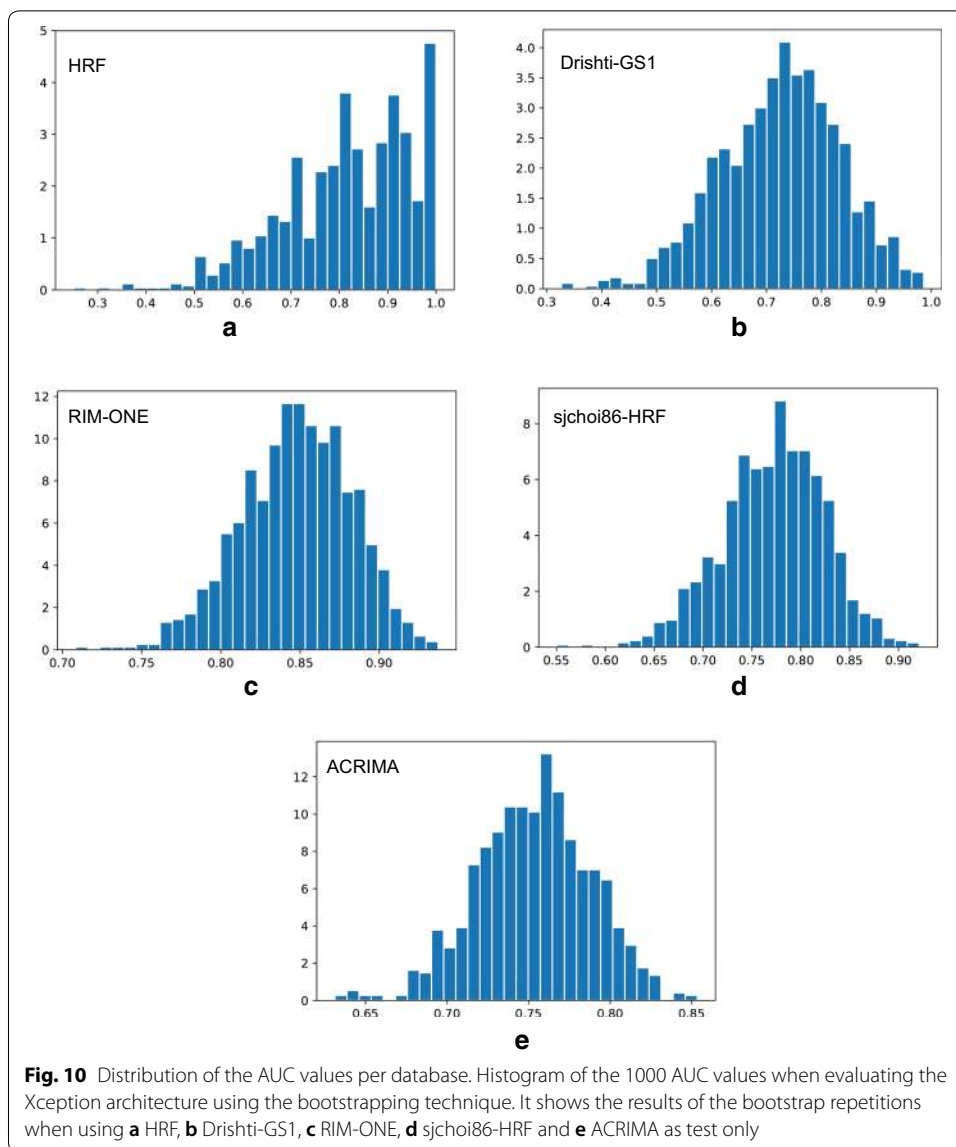 HRF
5
4
3
2
1
0
0.3 0.4 0.5 0.6 0.7 0.8 0.9 1.0
a
Drishti-GS1
4.0
3.5
3.0
2.5
2.0
1.5
1.0
0.5
0.0
0.3 0.4 0.5 0.6 0.7 0.8 0.9 1.0
b
RIM-ONE
12
10
8
6
4
2
0
0.70 0.75 0.80 0.85 0.90
c
sjchoi86-HRF
8
6
4
2
0
0.55 0.60 0.65 0.70 0.75 0.80 0.85 0.90
d
ACRIMA
12
10
8
6
4
2
0
0.65 0.70 0.75 0.80 0.85
e
Fig. 10 Distribution of the AUC values per database. Histogram of the 1000 AUC values when evaluating the
Xception architecture using the bootstrapping technique. It shows the results of the bootstrap repetitions
when using a HRF, b Drishti-GS1, c RIM-ONE, d sjchoi86-HRF and e ACRIMA as test only